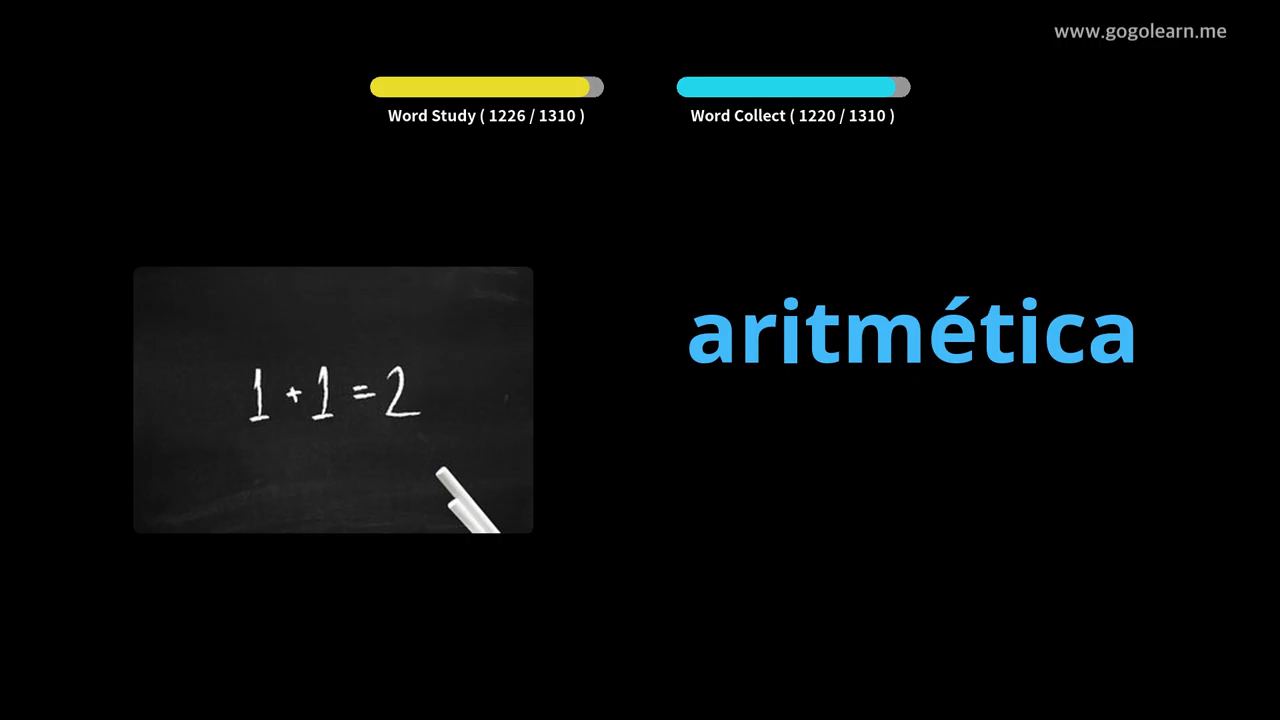 www.gogolearn.me
Word Study ( 1226 / 1310 )
Word Collect ( 1220 / 1310 )
aritmética
1 + 1 = 2